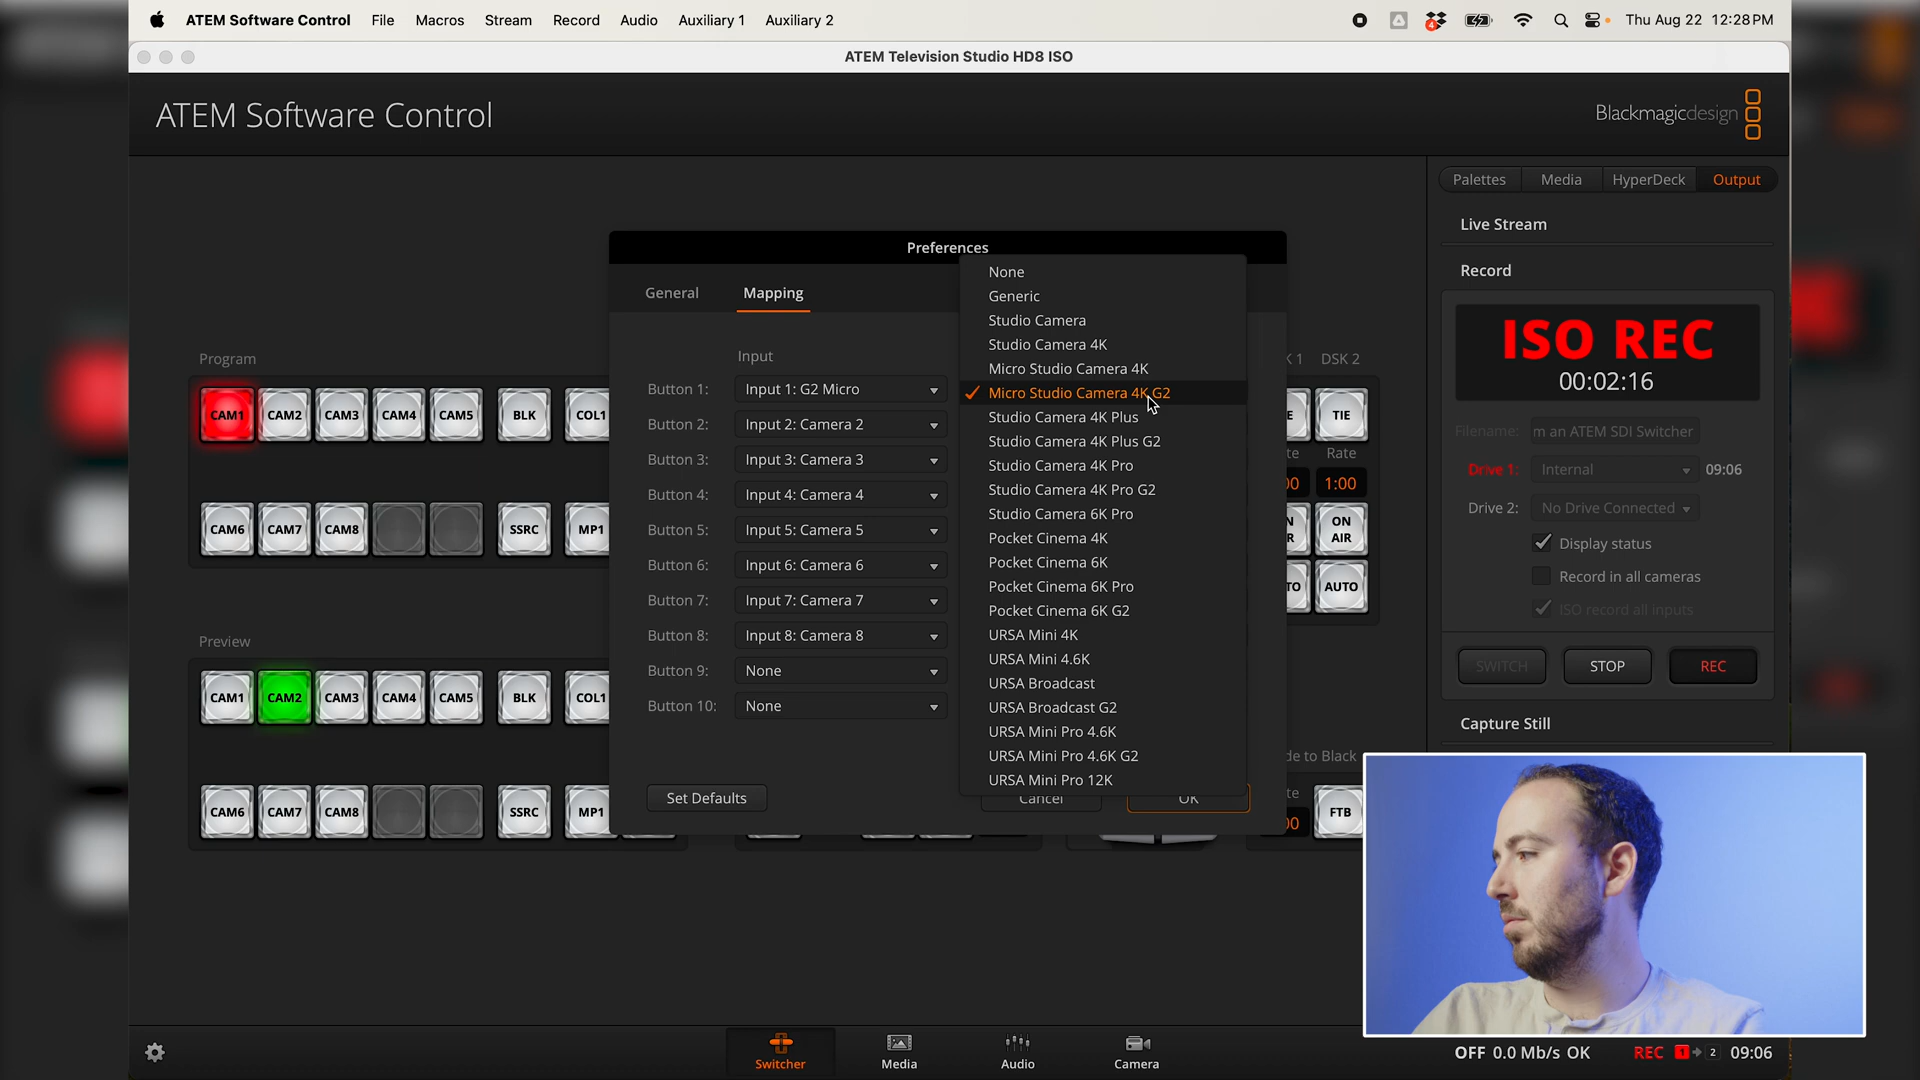 ATEM Software Control File Macros Stream Record Audio Auxiliary 1 Auxiliary 2 Thu Aug 22 12:28 PM
ATEM Television Studio HD8 ISO
ATEM Software Control
Blackmagicdesign
Palettes Media HyperDeck Output
Live Stream
Record
ISO REC
00:02:16
Filename: m an ATEM SDI Switcher
Drive 1: Internal 09:06
Drive 2: No Drive Connected
Display status
Record in all cameras
ISO record all inputs
SWITCH STOP REC
Capture Still
Preferences
General Mapping
Input
Button 1: Input 1: G2 Micro
Button 2: Input 2: Camera 2
Button 3: Input 3: Camera 3
Button 4: Input 4: Camera 4
Button 5: Input 5: Camera 5
Button 6: Input 6: Camera 6
Button 7: Input 7: Camera 7
Button 8: Input 8: Camera 8
Button 9: None
Button 10: None
Set Defaults Cancel OK
None
Generic
Studio Camera
Studio Camera 4K
Micro Studio Camera 4K
Micro Studio Camera 4K G2
Studio Camera 4K Plus
Studio Camera 4K Plus G2
Studio Camera 4K Pro
Studio Camera 4K Pro G2
Studio Camera 6K Pro
Pocket Cinema 4K
Pocket Cinema 6K
Pocket Cinema 6K Pro
Pocket Cinema 6K G2
URSA Mini 4K
URSA Mini 4.6K
URSA Broadcast
URSA Broadcast G2
URSA Mini Pro 4.6K
URSA Mini Pro 4.6K G2
URSA Mini Pro 12K
Program
CAM1 CAM2 CAM3 CAM4 CAM5 BLK COL1
CAM6 CAM7 CAM8 SSRC MP1
Preview
CAM1 CAM2 CAM3 CAM4 CAM5 BLK COL1
CAM6 CAM7 CAM8 SSRC MP1
K 1 DSK 2
E TIE
te Rate
00 1:00
N ON
R AIR
TO AUTO
de to Black
te
00 FTB
Switcher Media Audio Camera
OFF 0.0 Mb/s OK REC 1 2 09:06